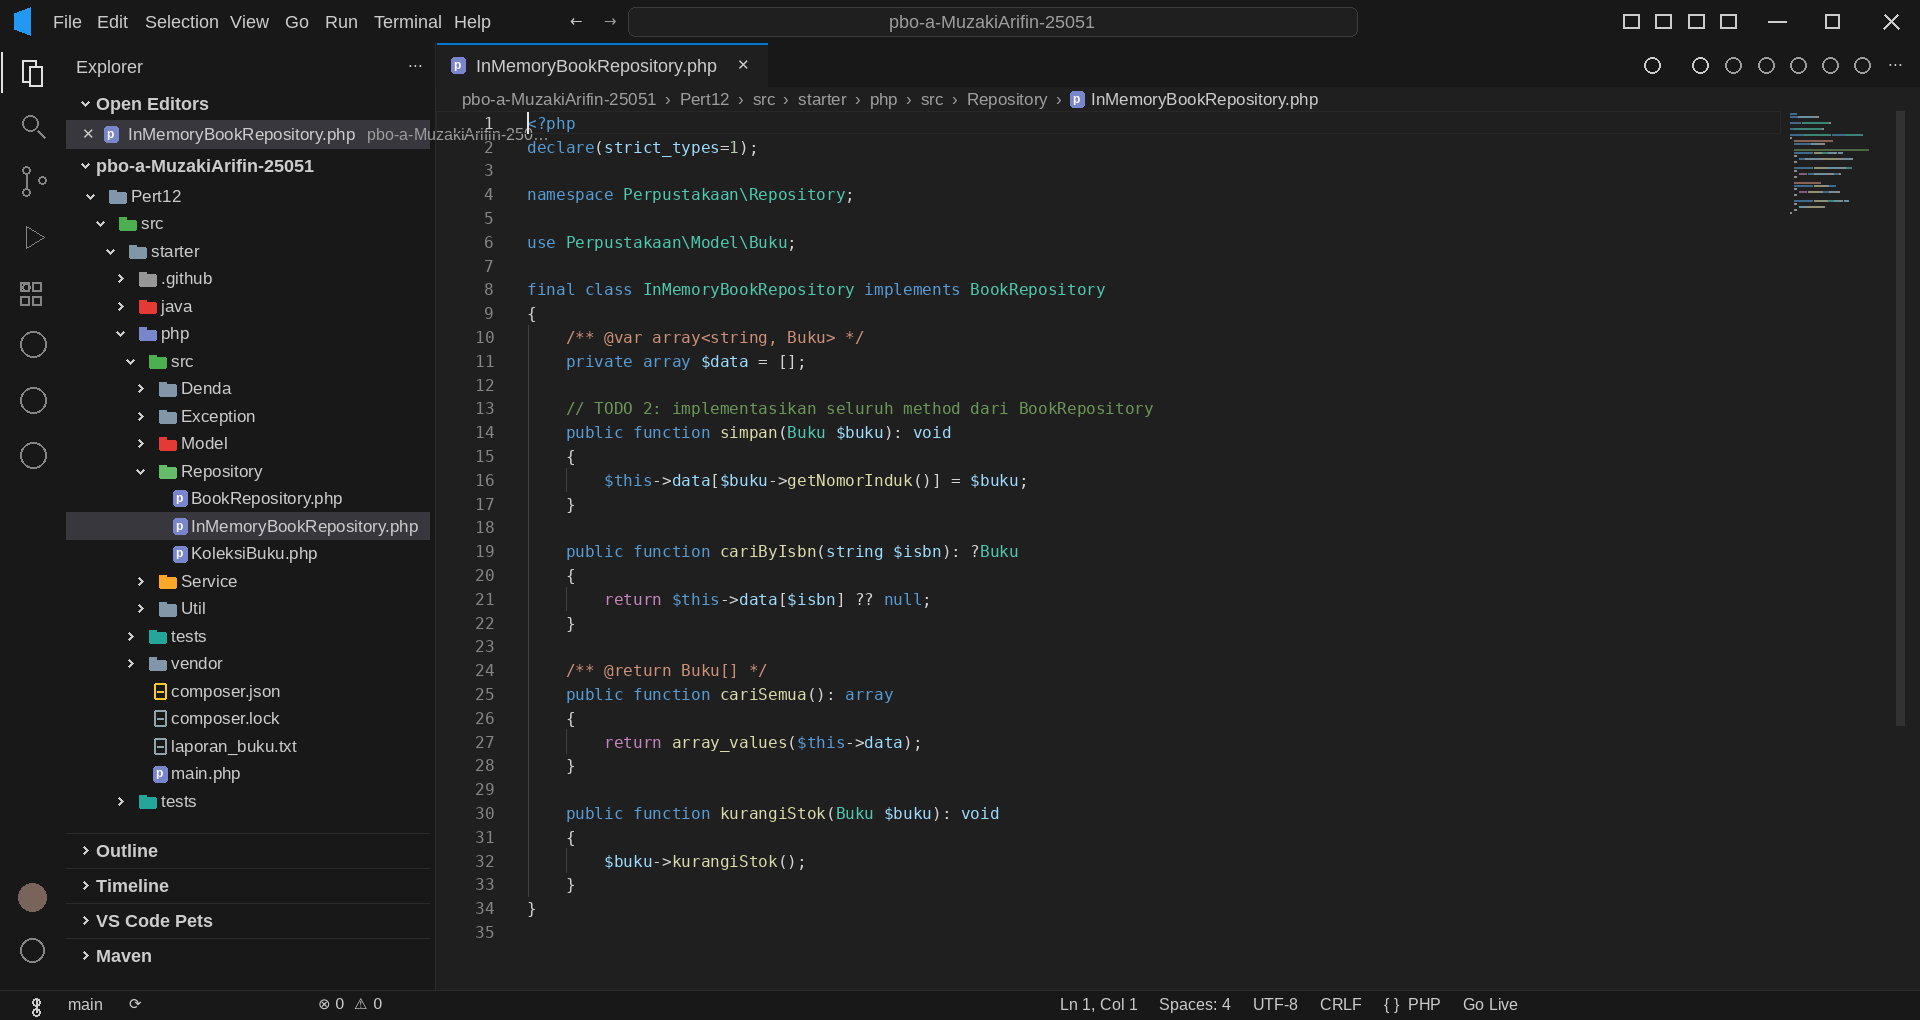 File Edit Selection View Go Run Terminal Help ← → pbo-a-MuzakiArifin-25051
Explorer ···
Open Editors
× p InMemoryBookRepository.php pbo-a-MuzakiArifin-250...
pbo-a-MuzakiArifin-25051
Pert12
src
starter
.github
java
php
src
Denda
Exception
Model
Repository
p BookRepository.php
p InMemoryBookRepository.php
p KoleksiBuku.php
Service
Util
tests
vendor
composer.json
composer.lock
laporan_buku.txt
p main.php
tests
Outline
Timeline
VS Code Pets
Maven
p InMemoryBookRepository.php × ···
pbo-a-MuzakiArifin-25051 › Pert12 › src › starter › php › src › Repository › p InMemoryBookRepository.php
1 <?php
2 declare(strict_types=1);
3
4 namespace Perpustakaan\Repository;
5
6 use Perpustakaan\Model\Buku;
7
8 final class InMemoryBookRepository implements BookRepository
9 {
10     /** @var array<string, Buku> */
11     private array $data = [];
12
13     // TODO 2: implementasikan seluruh method dari BookRepository
14     public function simpan(Buku $buku): void
15     {
16         $this->data[$buku->getNomorInduk()] = $buku;
17     }
18
19     public function cariByIsbn(string $isbn): ?Buku
20     {
21         return $this->data[$isbn] ?? null;
22     }
23
24     /** @return Buku[] */
25     public function cariSemua(): array
26     {
27         return array_values($this->data);
28     }
29
30     public function kurangiStok(Buku $buku): void
31     {
32         $buku->kurangiStok();
33     }
34 }
35
main ⟳ ⊗ 0 ⚠ 0 Ln 1, Col 1 Spaces: 4 UTF-8 CRLF { } PHP Go Live